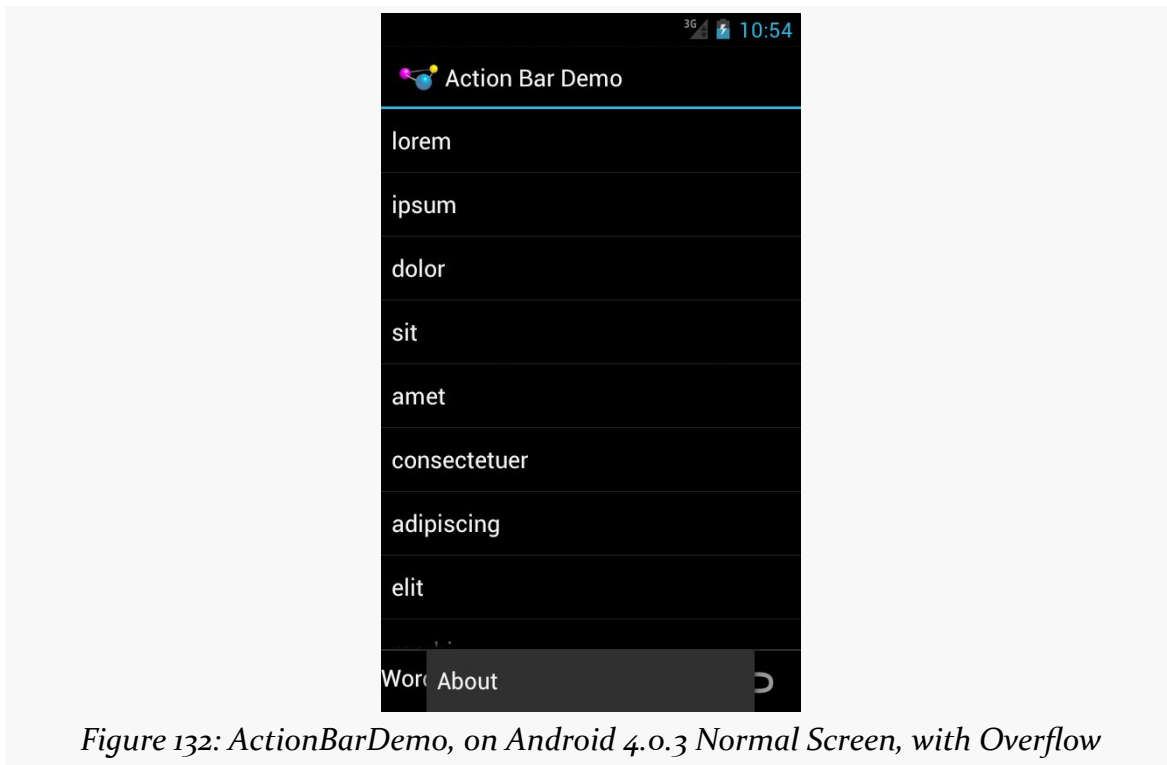 3G 10:54
Action Bar Demo
lorem
ipsum
dolor
sit
amet
consectetuer
adipiscing
elit
About
Figure 132: ActionBarDemo, on Android 4.0.3 Normal Screen, with Overflow